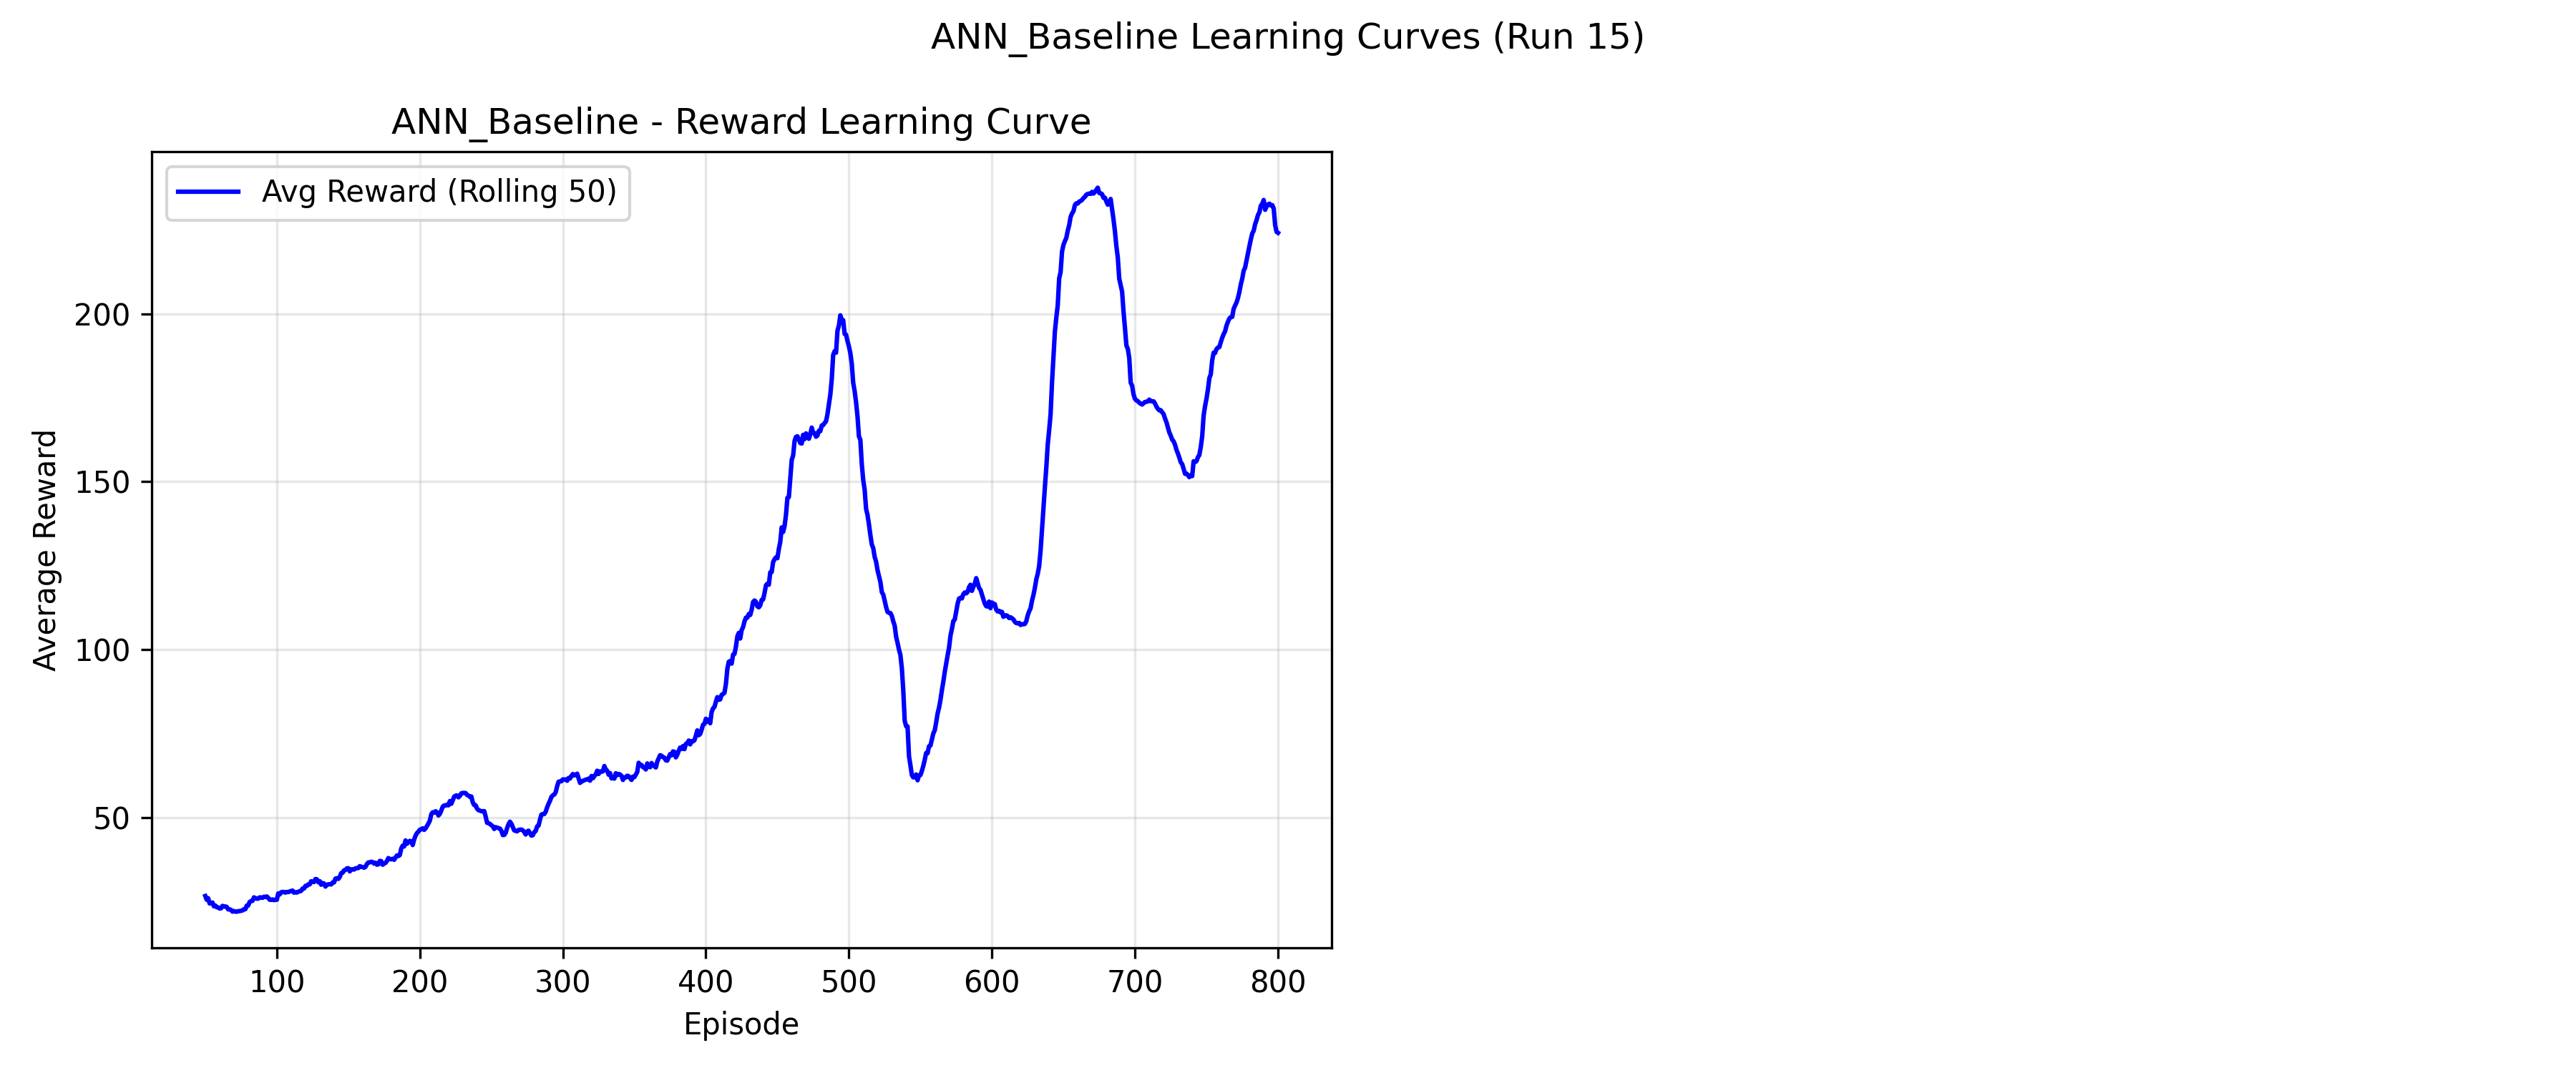 ANN_Baseline Learning Curves (Run 15)
ANN_Baseline - Reward Learning Curve
Avg Reward (Rolling 50)
Average Reward
200
150
100
50
100 200 300 400 500 600 700 800
Episode